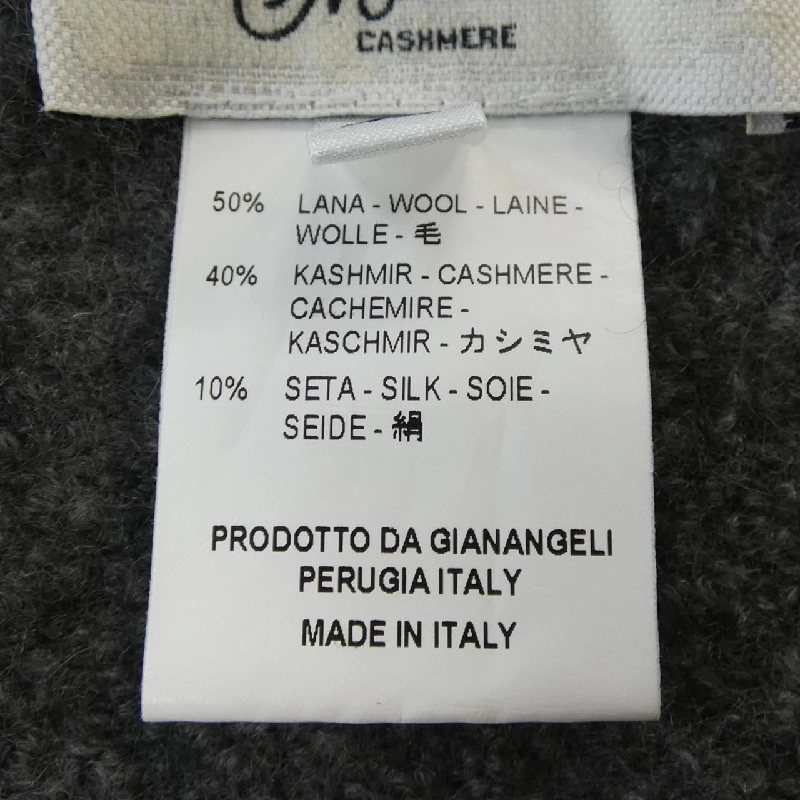 CASHMERE
50% LANA - WOOL - LAINE -
WOLLE - 毛
40% KASHMIR - CASHMERE -
CACHEMIRE -
KASCHMIR - カシミヤ
10% SETA - SILK - SOIE -
SEIDE - 絹
PRODOTTO DA GIANANGELI
PERUGIA ITALY
MADE IN ITALY